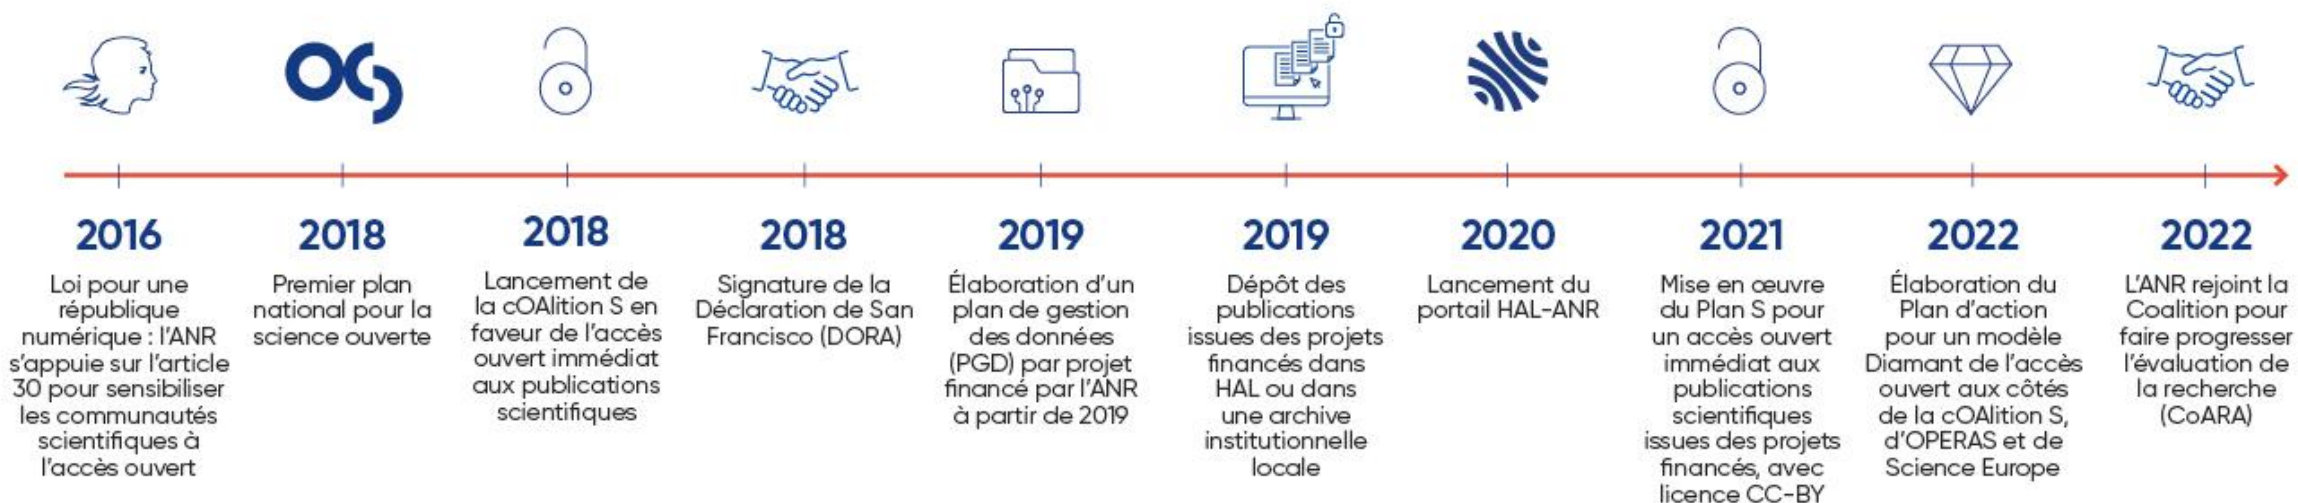 2016
Loi pour une
république
numérique : l'ANR
s'appuie sur l'article
30 pour sensibiliser
les communautés
scientifiques à
l'accès ouvert
2018
Premier plan
national pour la
science ouverte
2018
Lancement de
la cOAlition S en
faveur de l'accès
ouvert immédiat
aux publications
scientifiques
2018
Signature de la
Déclaration de San
Francisco (DORA)
2019
Élaboration d'un
plan de gestion
des données
(PGD) par projet
financé par l'ANR
à partir de 2019
2019
Dépôt des
publications
issues des projets
financés dans
HAL ou dans
une archive
institutionnelle
locale
2020
Lancement du
portail HAL-ANR
2021
Mise en œuvre
du Plan S pour
un accès ouvert
immédiat aux
publications
scientifiques
issues des projets
financés, avec
licence CC-BY
2022
Élaboration du
Plan d'action
pour un modèle
Diamant de l'accès
ouvert aux côtés
de la cOAlition S,
d'OPERAS et de
Science Europe
2022
L'ANR rejoint la
Coalition pour
faire progresser
l'évaluation de
la recherche
(CoARA)